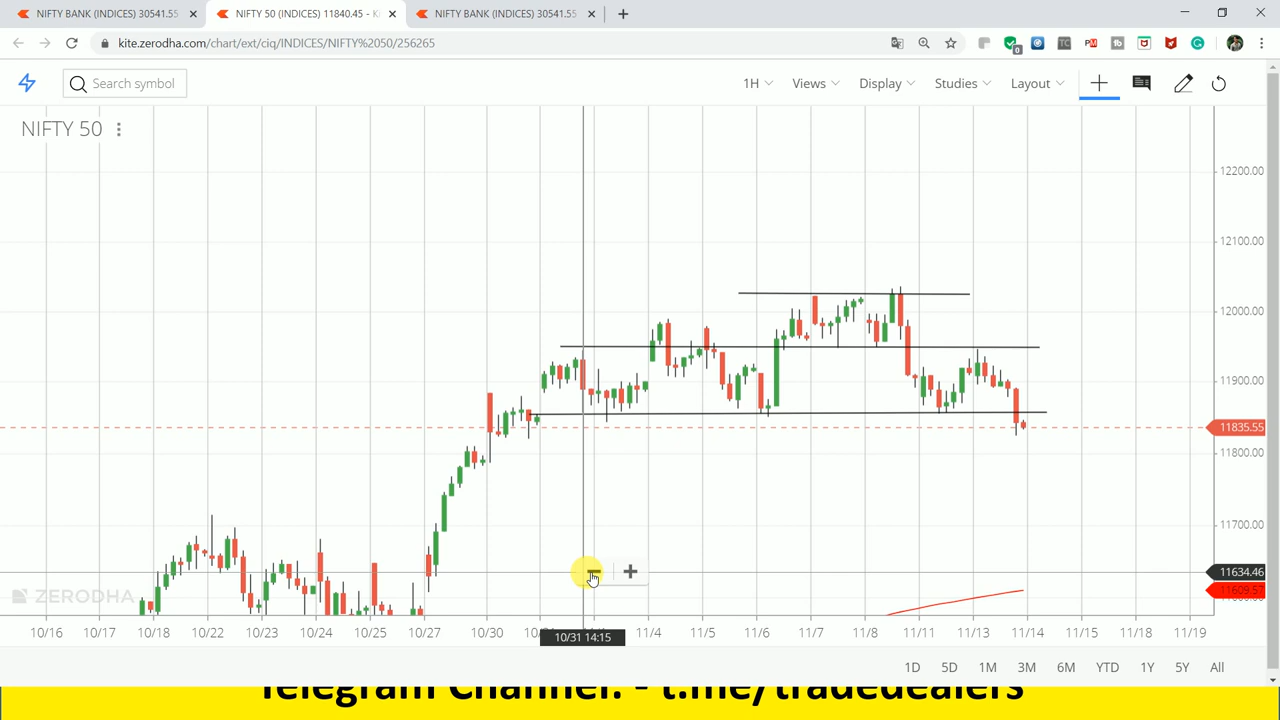 NIFTY BANK (INDICES) 30541.55
NIFTY 50 (INDICES) 11840.45 - K
NIFTY BANK (INDICES) 30541.55
kite.zerodha.com/chart/ext/ciq/INDICES/NIFTY%2050/256265
Search symbol
1H
Views
Display
Studies
Layout
NIFTY 50
12200.00
12100.00
12000.00
11900.00
11835.55
11800.00
11700.00
11634.46
11609.57
ZERODHA
10/16 10/17 10/18 10/22 10/23 10/24 10/25 10/27 10/30 11/4 11/5 11/6 11/7 11/8 11/11 11/13 11/14 11/15 11/18 11/19
10/31 14:15
1D 5D 1M 3M 6M YTD 1Y 5Y All
Telegram Channel: - t.me/tradedealers